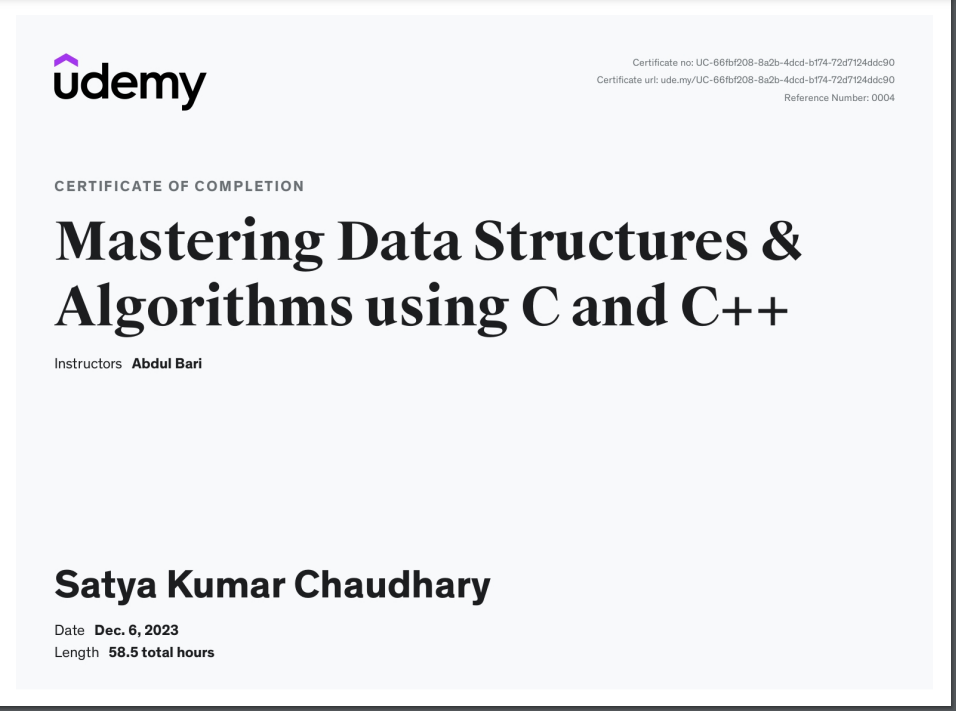 udemy
Certificate no: UC-66fbf208-8a2b-4dcd-b174-72d7124ddc90
Certificate url: ude.my/UC-66fbf208-8a2b-4dcd-b174-72d7124ddc90
Reference Number: 0004
CERTIFICATE OF COMPLETION
Mastering Data Structures &
Algorithms using C and C++
Instructors Abdul Bari
Satya Kumar Chaudhary
Date Dec. 6, 2023
Length 58.5 total hours